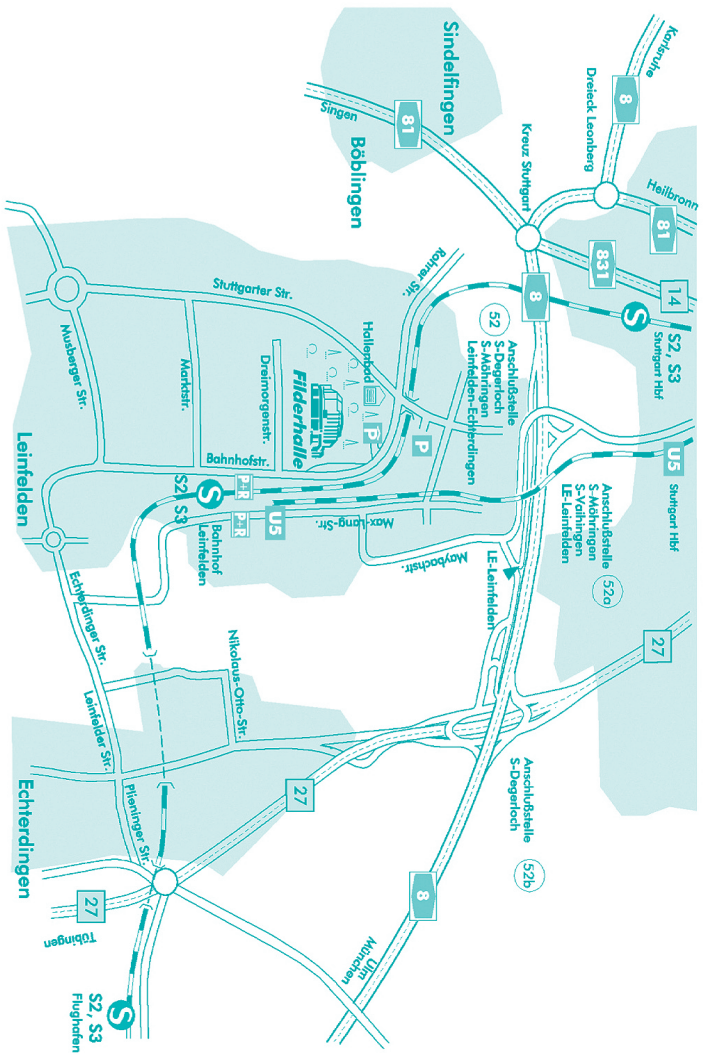 Karlsruhe
8
Dreieck Leonberg
Heilbronn
81
Sindelfingen
81
Singen
Böblingen
Kreuz Stuttgart
831
14
8
S
S2, S3
Stuttgart Hbf
Rohrer Str.
Stuttgarter Str.
52
Anschlußstelle
S-Degerloch
S-Möhringen
Leinfelden-Echterdingen
Hallenbad
P
P
Filderhalle
Dreimorgenstr.
Marktstr.
Musberger Str.
Bahnhofstr.
Leinfelden
U5
Stuttgart Hbf
Anschlußstelle
S-Möhringen
S-Vaihingen
LE-Leinfelden
52a
P+R
S
S2, S3
Bahnhof
Leinfelden
P+R
U5
Max-Lang-Str.
Maybachstr.
LE-Leinfelden
27
Echterdinger Str.
Nikolaus-Otto-Str.
Leinfelder Str.
Anschlußstelle
S-Degerloch
52b
27
Plieninger Str.
Echterdingen
8
27
Tübingen
Ulm
München
S
S2, S3
Flughafen